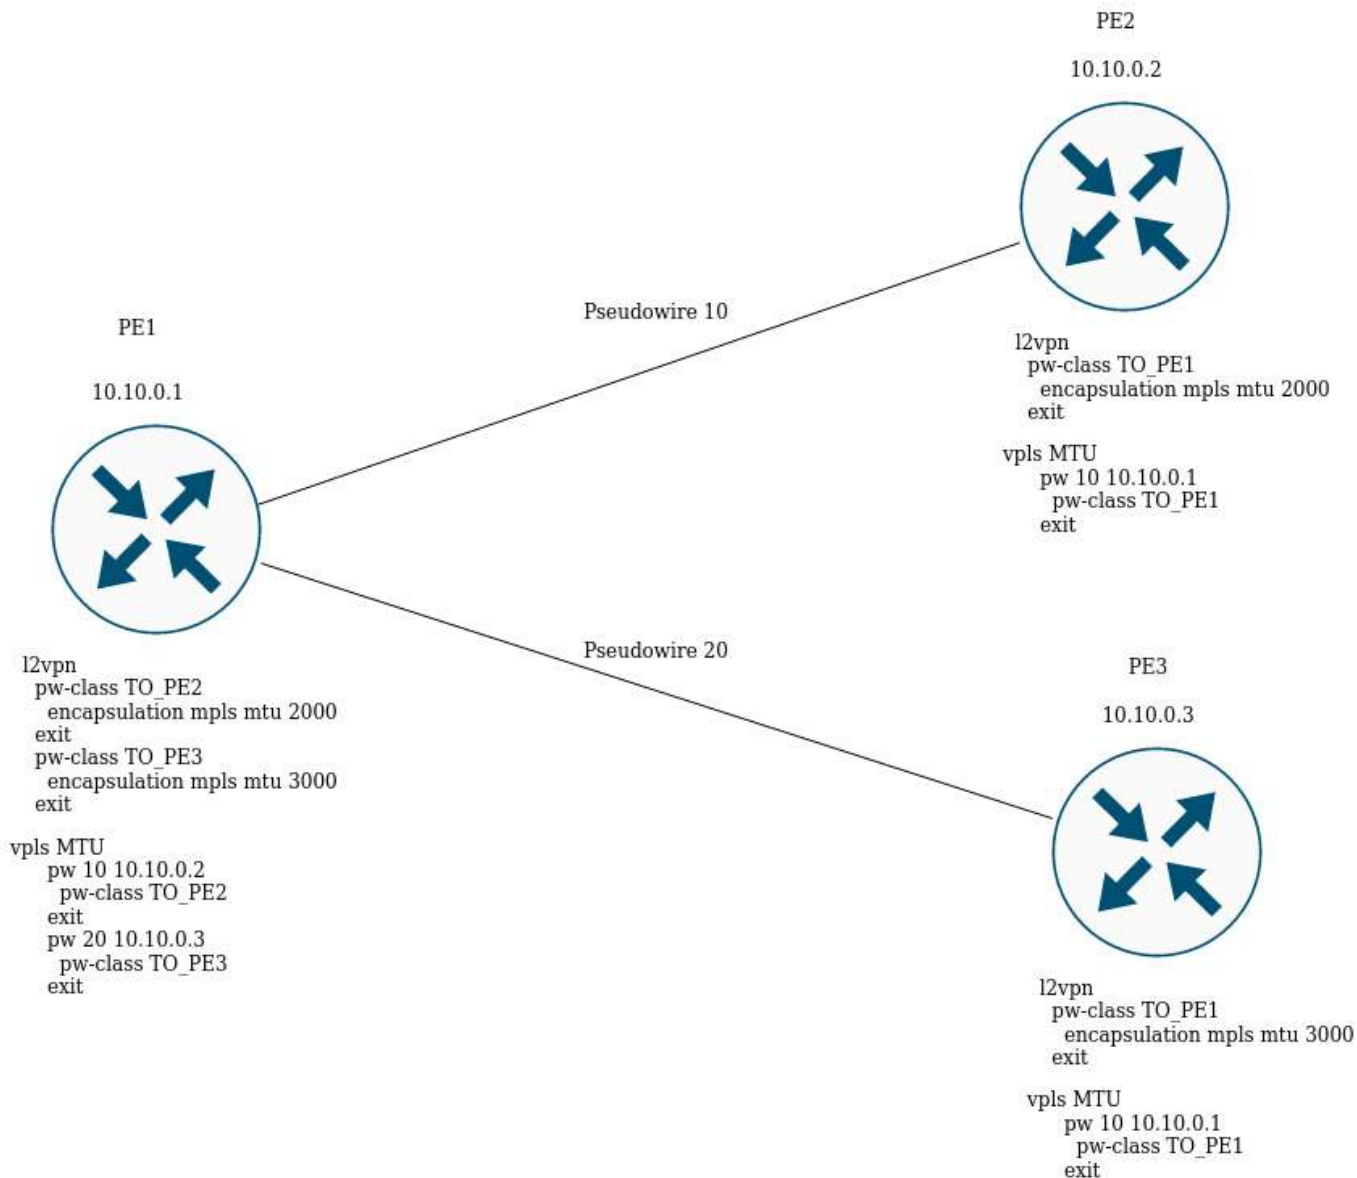 PE2
10.10.0.2
l2vpn
pw-class TO_PE1
encapsulation mpls mtu 2000
exit
vpls MTU
pw 10 10.10.0.1
pw-class TO_PE1
exit
Pseudowire 10
PE1
10.10.0.1
l2vpn
pw-class TO_PE2
encapsulation mpls mtu 2000
exit
pw-class TO_PE3
encapsulation mpls mtu 3000
exit
vpls MTU
pw 10 10.10.0.2
pw-class TO_PE2
exit
pw 20 10.10.0.3
pw-class TO_PE3
exit
Pseudowire 20
PE3
10.10.0.3
l2vpn
pw-class TO_PE1
encapsulation mpls mtu 3000
exit
vpls MTU
pw 10 10.10.0.1
pw-class TO_PE1
exit